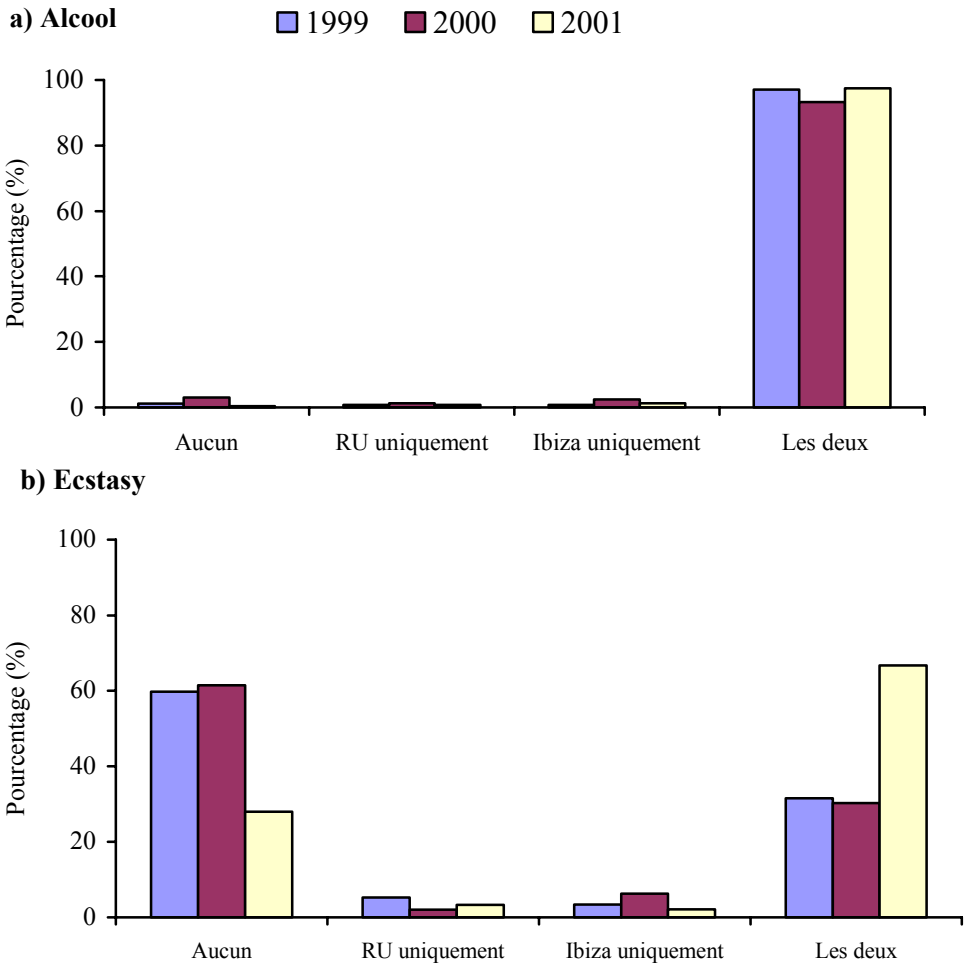 a) Alcool
1999 2000 2001
Pourcentage (%)
100
80
60
40
20
0
Aucun RU uniquement Ibiza uniquement Les deux
b) Ecstasy
Pourcentage (%)
100
80
60
40
20
0
Aucun RU uniquement Ibiza uniquement Les deux